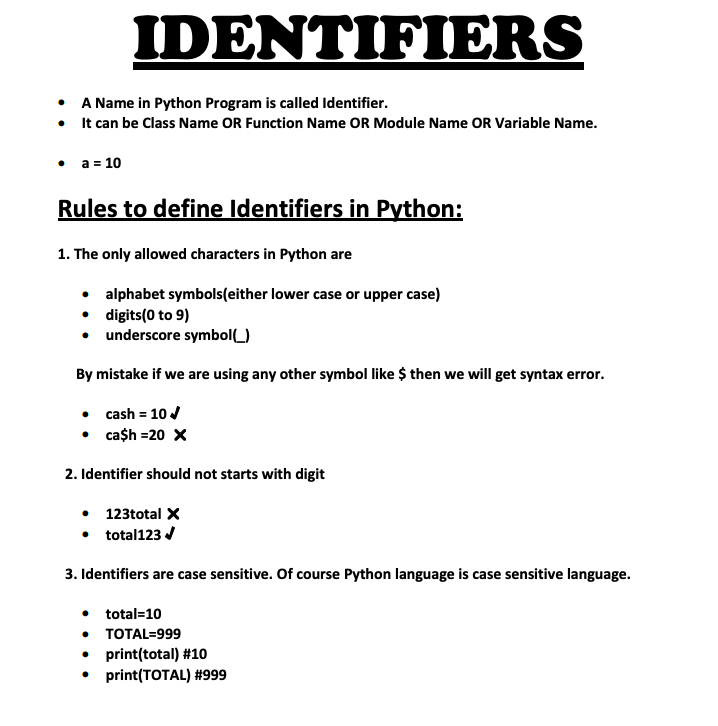 IDENTIFIERS
• A Name in Python Program is called Identifier.
• It can be Class Name OR Function Name OR Module Name OR Variable Name.
• a = 10
Rules to define Identifiers in Python:
1. The only allowed characters in Python are
• alphabet symbols(either lower case or upper case)
• digits(0 to 9)
• underscore symbol(_)
By mistake if we are using any other symbol like $ then we will get syntax error.
• cash = 10 ✓
• ca$h =20 ✗
2. Identifier should not starts with digit
• 123total ✗
• total123 ✓
3. Identifiers are case sensitive. Of course Python language is case sensitive language.
• total=10
• TOTAL=999
• print(total) #10
• print(TOTAL) #999